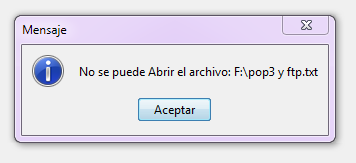 Mensaje
No se puede Abrir el archivo: F:\pop3 y ftp.txt
Aceptar